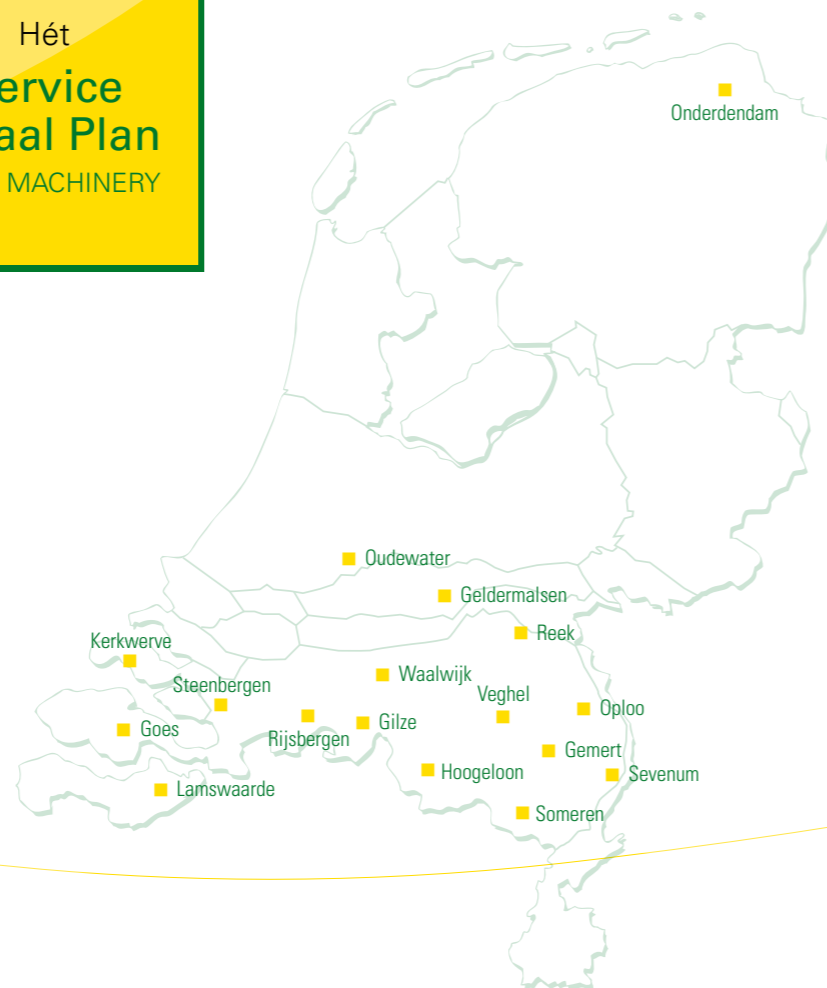 Hét
ervice
aal Plan
MACHINERY
Onderdendam
Oudewater
Geldermalsen
Kerkwerve
Reek
Waalwijk
Steenbergen
Veghel
Oploo
Goes
Rijsbergen
Gilze
Gemert
Hoogeloon
Sevenum
Lamswaarde
Someren